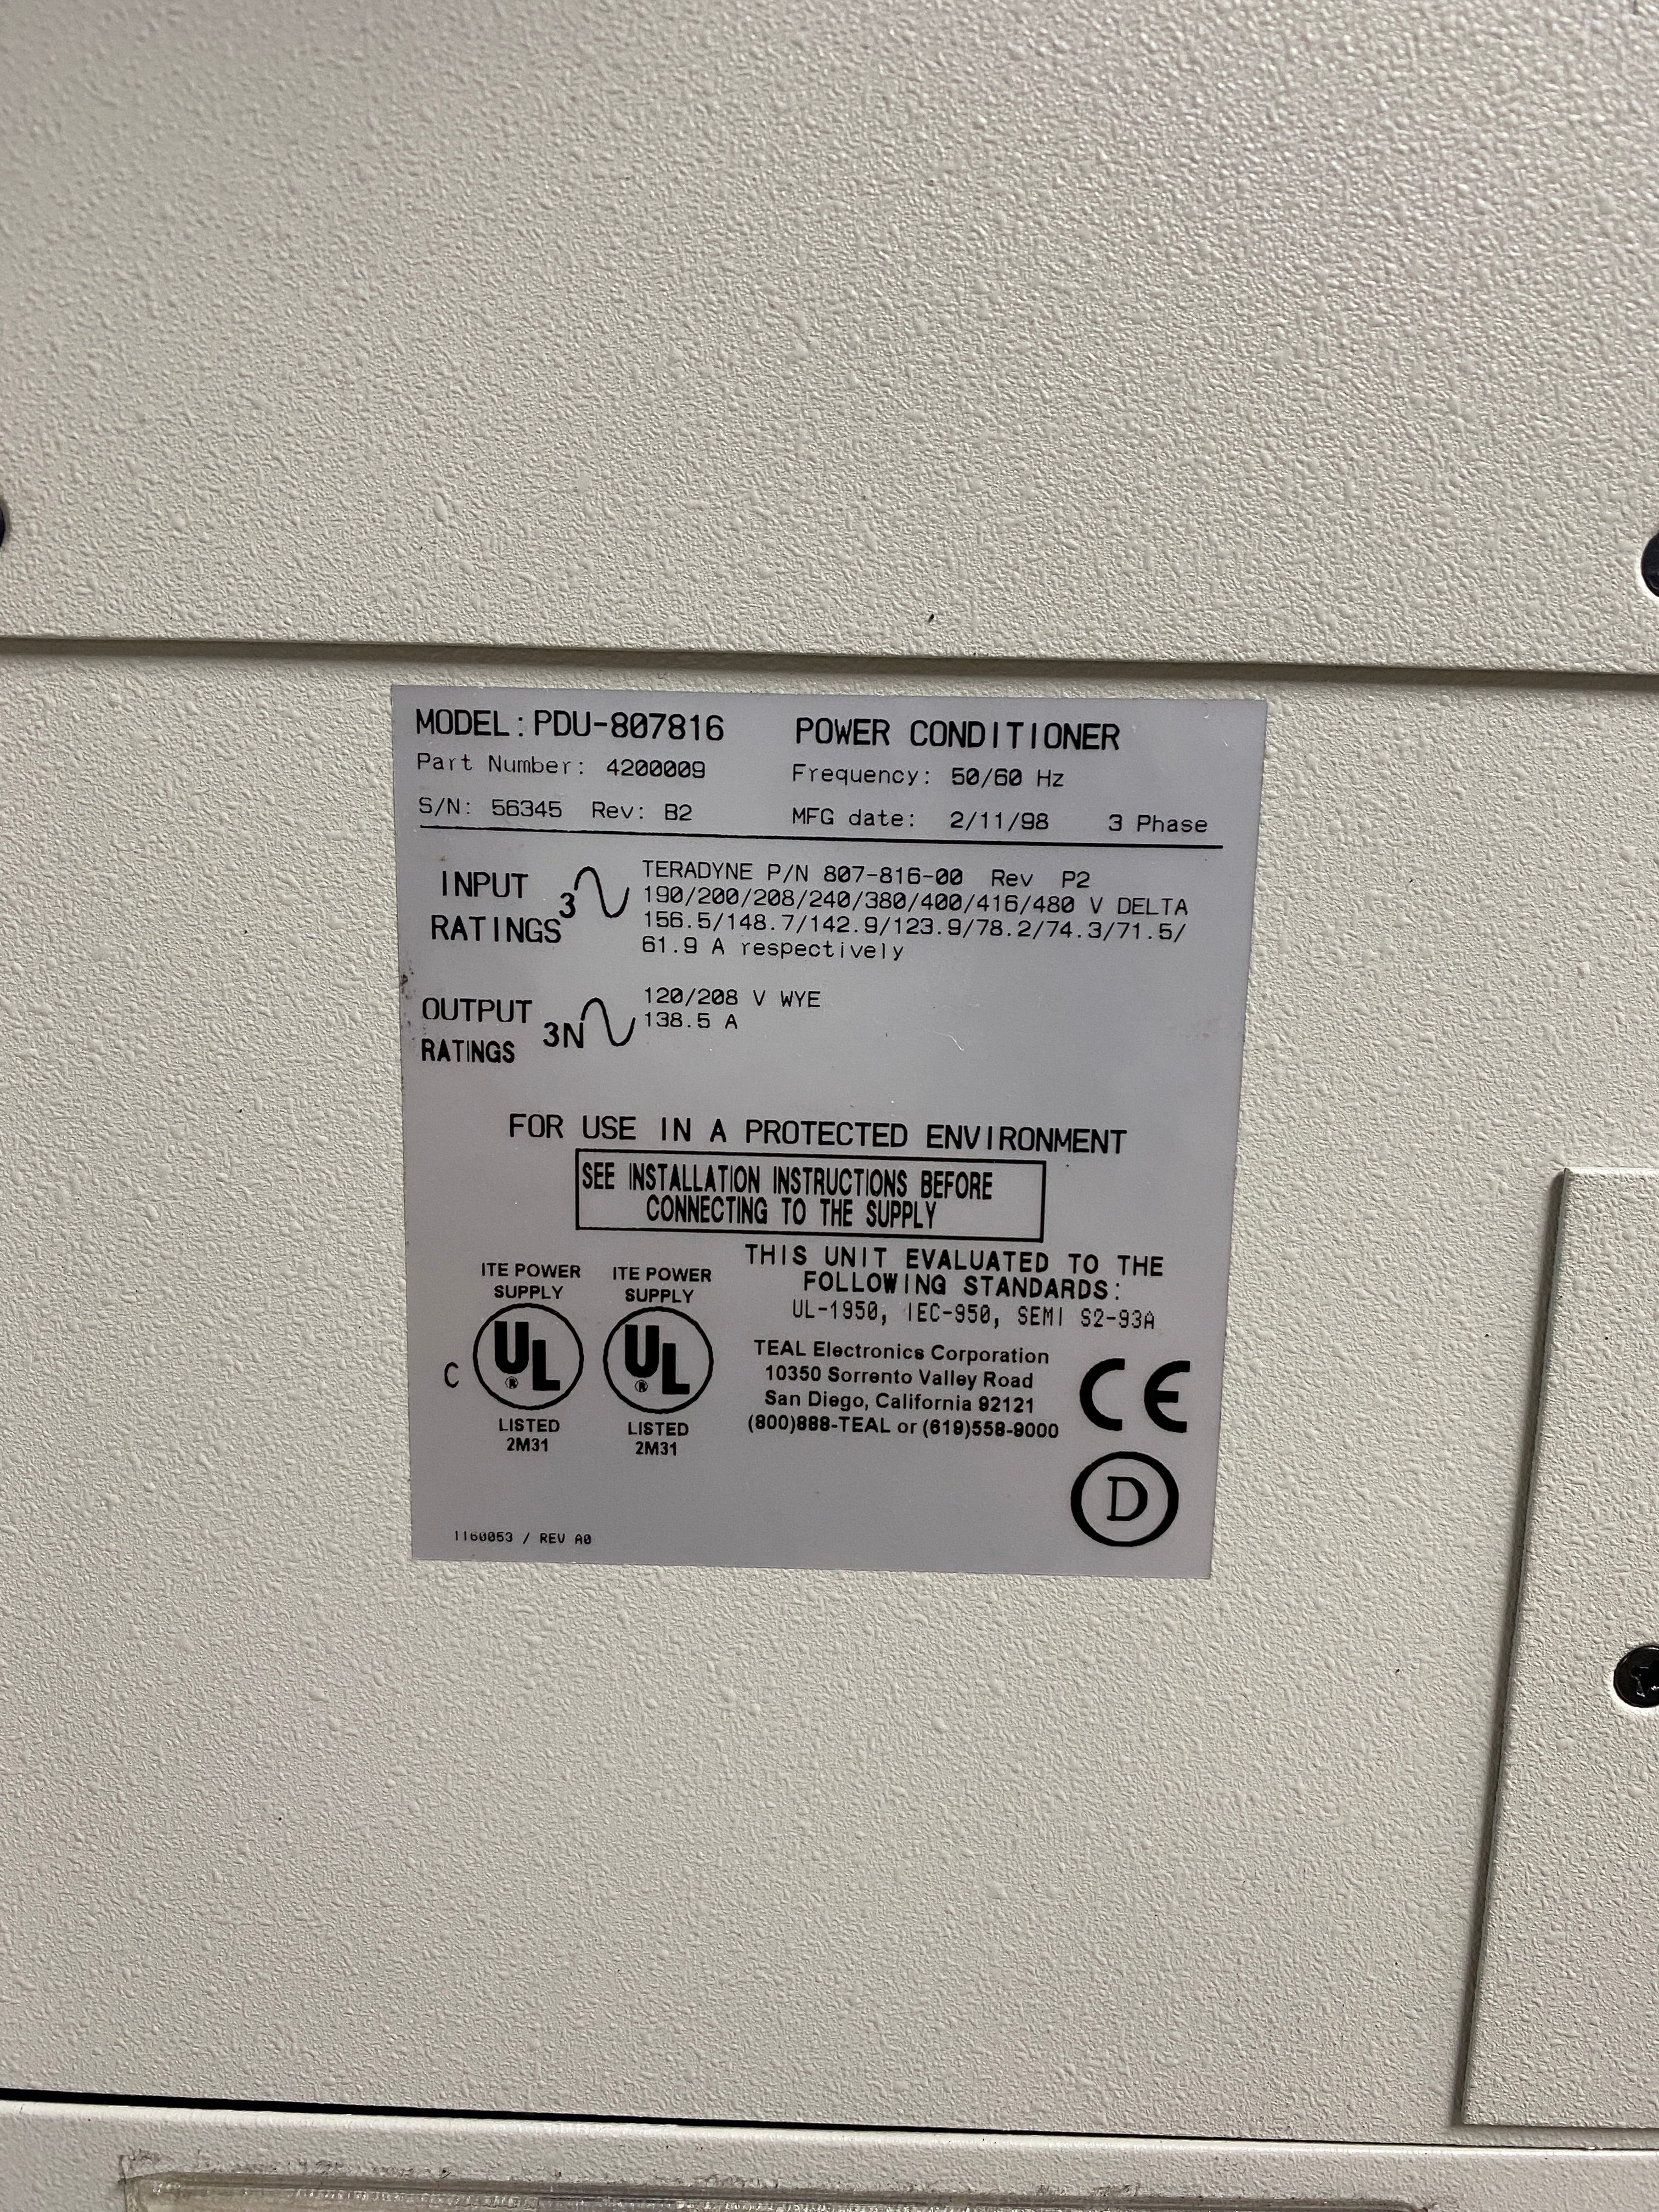 MODEL: PDU-807816 POWER CONDITIONER
Part Number: 4200009 Frequency: 50/60 Hz
S/N: 56345 Rev: B2 MFG date: 2/11/98 3 Phase
INPUT RATINGS 3
TERADYNE P/N 807-816-00 Rev P2
190/200/208/240/380/400/416/480 V DELTA
156.5/148.7/142.9/123.9/78.2/74.3/71.5/
61.9 A respectively
OUTPUT RATINGS 3N
120/208 V WYE
138.5 A
FOR USE IN A PROTECTED ENVIRONMENT
SEE INSTALLATION INSTRUCTIONS BEFORE
CONNECTING TO THE SUPPLY
ITE POWER
SUPPLY
C UL ®
LISTED
2M31
ITE POWER
SUPPLY
UL ®
LISTED
2M31
THIS UNIT EVALUATED TO THE
FOLLOWING STANDARDS:
UL-1950, IEC-950, SEMI S2-93A
TEAL Electronics Corporation
10350 Sorrento Valley Road
San Diego, California 92121
(800)888-TEAL or (619)558-9000
CE
D
1160053 / REV A0